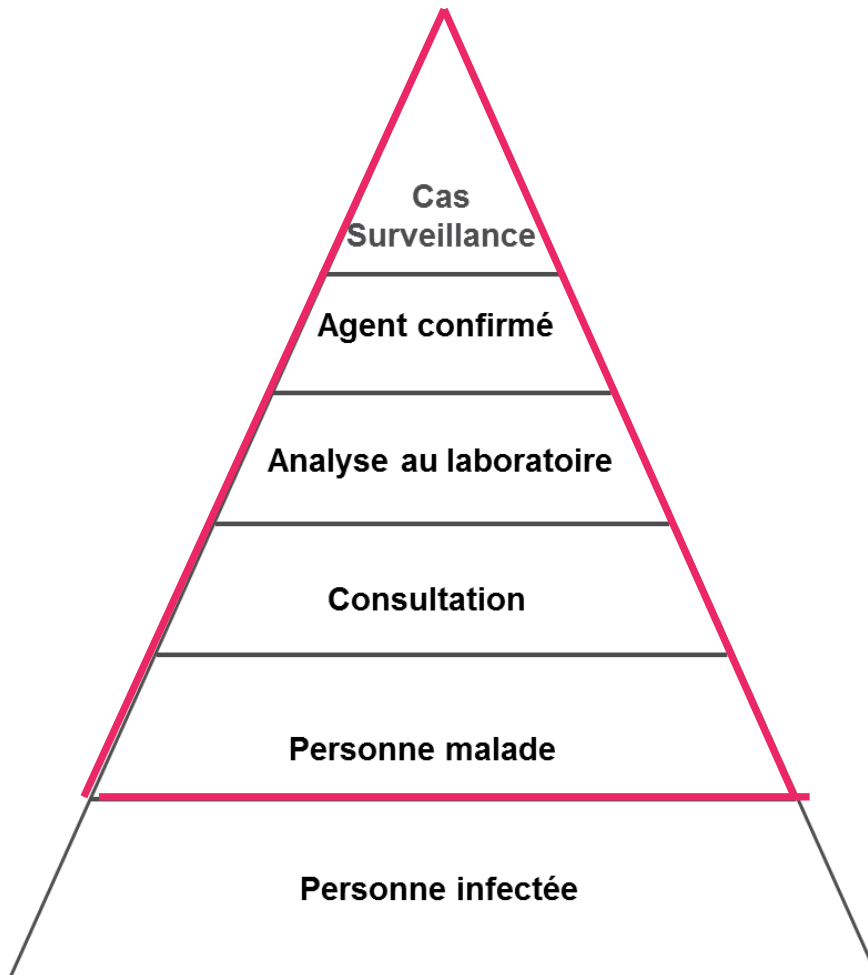 Cas
Surveillance
Agent confirmé
Analyse au laboratoire
Consultation
Personne malade
Personne infectée